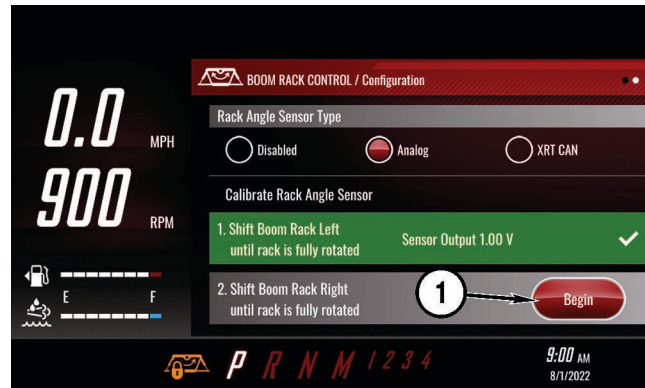 BOOM RACK CONTROL / Configuration
0.0 MPH
900 RPM
E F
Rack Angle Sensor Type
Disabled Analog XRT CAN
Calibrate Rack Angle Sensor
1. Shift Boom Rack Left
until rack is fully rotated
Sensor Output 1.00 V
2. Shift Boom Rack Right
until rack is fully rotated
1
Begin
P R N M 1 2 3 4
9:00 AM
8/1/2022